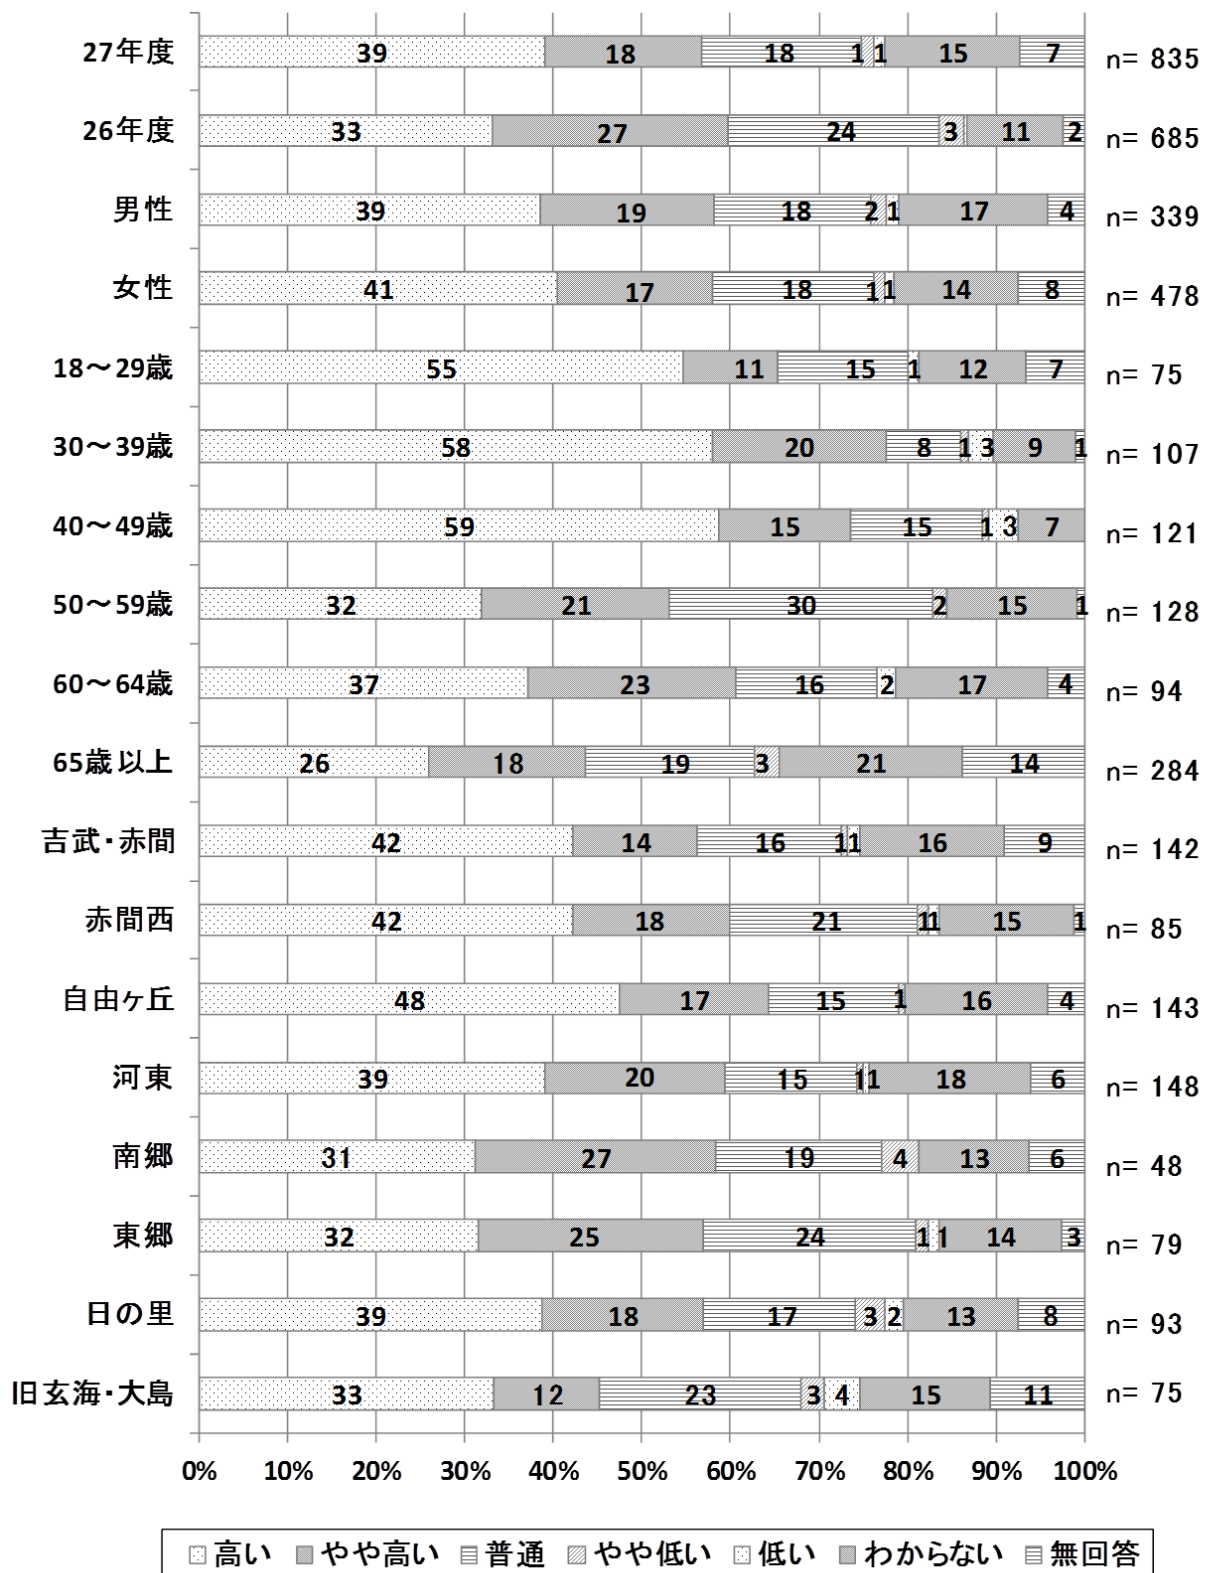 27年度 39 18 18 1 1 15 7 n= 835
26年度 33 27 24 3 11 2 n= 685
男性 39 19 18 2 1 17 4 n= 339
女性 41 17 18 1 1 14 8 n= 478
18～29歳 55 11 15 1 12 7 n= 75
30～39歳 58 20 8 1 3 9 1 n= 107
40～49歳 59 15 15 1 3 7 n= 121
50～59歳 32 21 30 2 15 1 n= 128
60～64歳 37 23 16 2 17 4 n= 94
65歳以上 26 18 19 3 21 14 n= 284
吉武・赤間 42 14 16 1 1 16 9 n= 142
赤間西 42 18 21 1 1 15 1 n= 85
自由ヶ丘 48 17 15 1 16 4 n= 143
河東 39 20 15 1 1 18 6 n= 148
南郷 31 27 19 4 13 6 n= 48
東郷 32 25 24 1 1 14 3 n= 79
日の里 39 18 17 3 2 13 8 n= 93
旧玄海・大島 33 12 23 3 4 15 11 n= 75
0% 10% 20% 30% 40% 50% 60% 70% 80% 90% 100%
高い やや高い 普通 やや低い 低い わからない 無回答